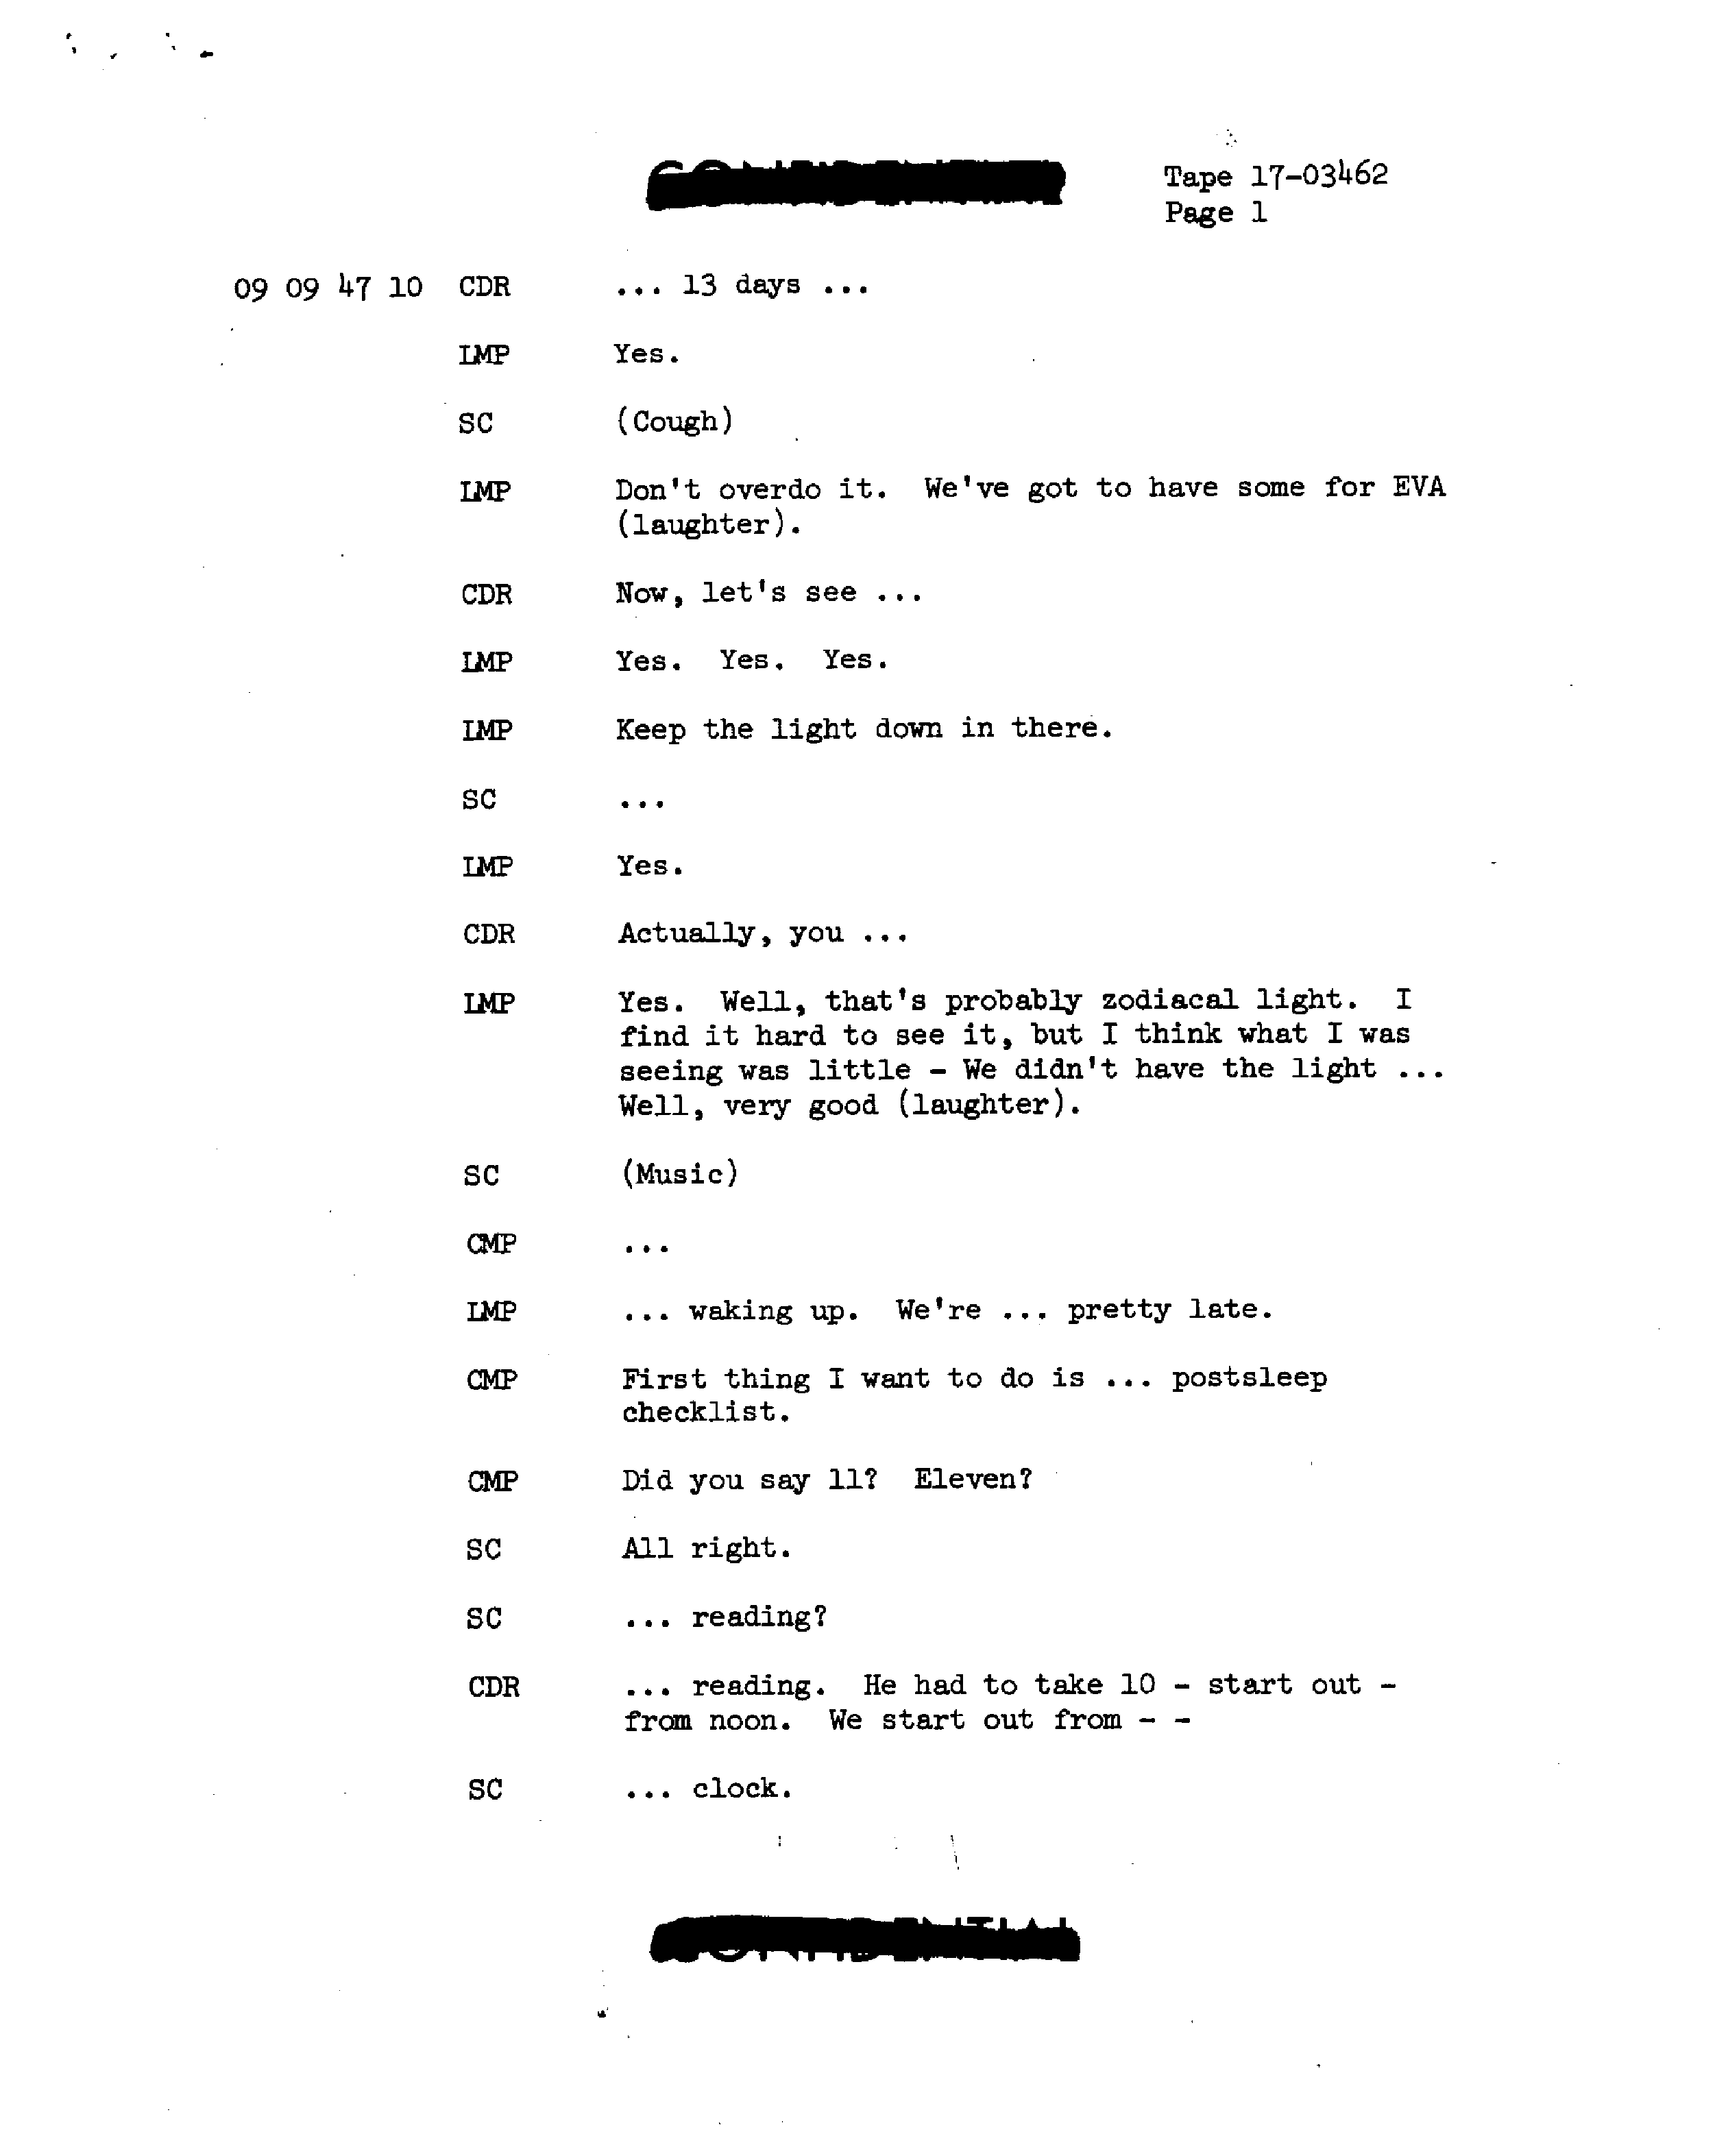 CONFIDENTIAL
Tape 17-03462
Page 1
09 09 47 10 CDR ... 13 days ...
LMP Yes.
SC (Cough)
LMP Don't overdo it. We've got to have some for EVA
(laughter).
CDR Now, let's see ...
LMP Yes. Yes. Yes.
LMP Keep the light down in there.
SC ...
LMP Yes.
CDR Actually, you ...
LMP Yes. Well, that's probably zodiacal light. I
find it hard to see it, but I think what I was
seeing was little - We didn't have the light ...
Well, very good (laughter).
SC (Music)
CMP ...
LMP ... waking up. We're ... pretty late.
CMP First thing I want to do is ... postsleep
checklist.
CMP Did you say 11? Eleven?
SC All right.
SC ... reading?
CDR ... reading. He had to take 10 - start out -
from noon. We start out from - -
SC ... clock.
CONFIDENTIAL